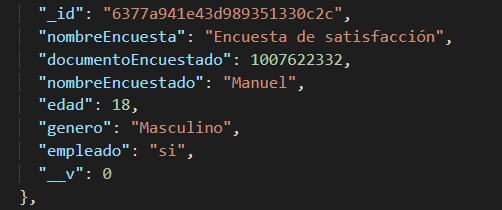 "_id": "6377a941e43d989351330c2c",
"nombreEncuesta": "Encuesta de satisfacción",
"documentoEncuestado": 1007622332,
"nombreEncuestado": "Manuel",
"edad": 18,
"genero": "Masculino",
"empleado": "si",
"__v": 0
},